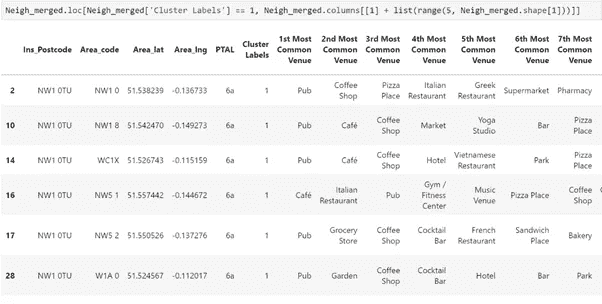 Neigh_merged.loc[Neigh_merged['Cluster Labels'] == 1, Neigh_merged.columns[[1] + list(range(5, Neigh_merged.shape[1]))]]
Ins_Postcode Area_code Area_lat Area_lng PTAL Cluster Labels 1st Most Common Venue 2nd Most Common Venue 3rd Most Common Venue 4th Most Common Venue 5th Most Common Venue 6th Most Common Venue 7th Most Common Venue
2 NW1 0TU NW1 0 51.538239 -0.136733 6a 1 Pub Coffee Shop Pizza Place Italian Restaurant Greek Restaurant Supermarket Pharmacy
10 NW1 0TU NW1 8 51.542470 -0.149273 6a 1 Pub Café Coffee Shop Market Yoga Studio Bar Pizza Place
14 NW1 0TU WC1X 51.526743 -0.115159 6a 1 Pub Café Coffee Shop Hotel Vietnamese Restaurant Park Pizza Place
16 NW1 0TU NW5 1 51.557442 -0.144672 6a 1 Café Italian Restaurant Pub Gym / Fitness Center Music Venue Pizza Place Coffee Shop
17 NW1 0TU NW5 2 51.550526 -0.137276 6a 1 Pub Grocery Store Coffee Shop Cocktail Bar French Restaurant Sandwich Place Bakery
28 NW1 0TU W1A 0 51.524567 -0.112017 6a 1 Pub Garden Coffee Shop Cocktail Bar Hotel Bar Park